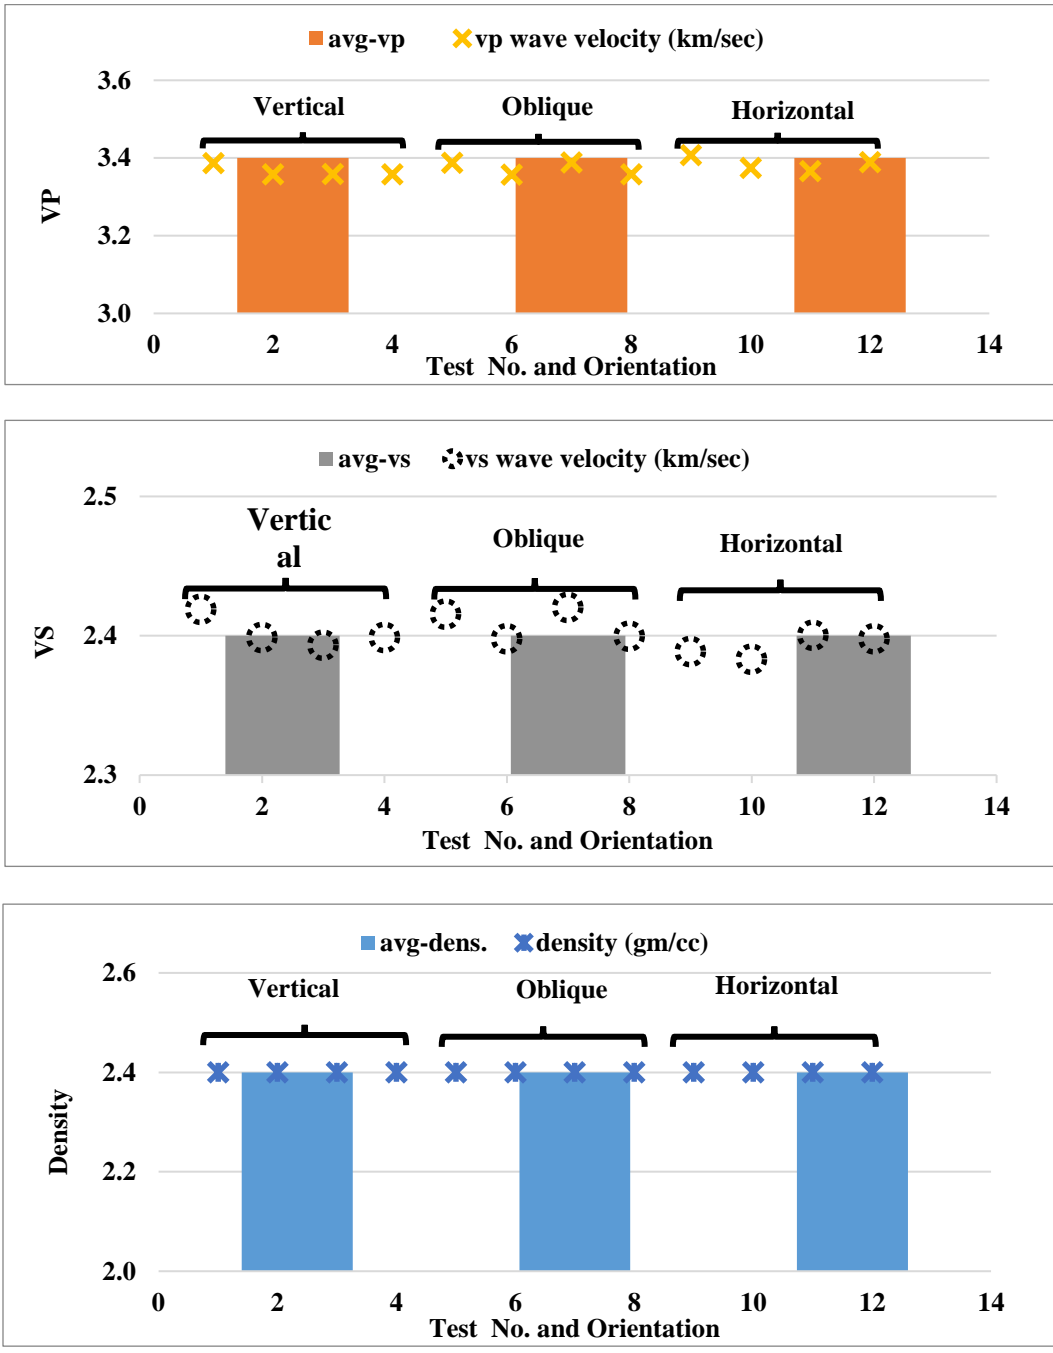 avg-vp vp wave velocity (km/sec)
3.6
Vertical Oblique Horizontal
3.4
VP
3.2
3.0
0 2 4 6 8 10 12 14
Test No. and Orientation
avg-vs vs wave velocity (km/sec)
2.5
Vertic
al
Oblique Horizontal
2.4
VS
2.3
0 2 4 6 8 10 12 14
Test No. and Orientation
avg-dens. density (gm/cc)
2.6
Vertical Oblique Horizontal
2.4
Density
2.2
2.0
0 2 4 6 8 10 12 14
Test No. and Orientation